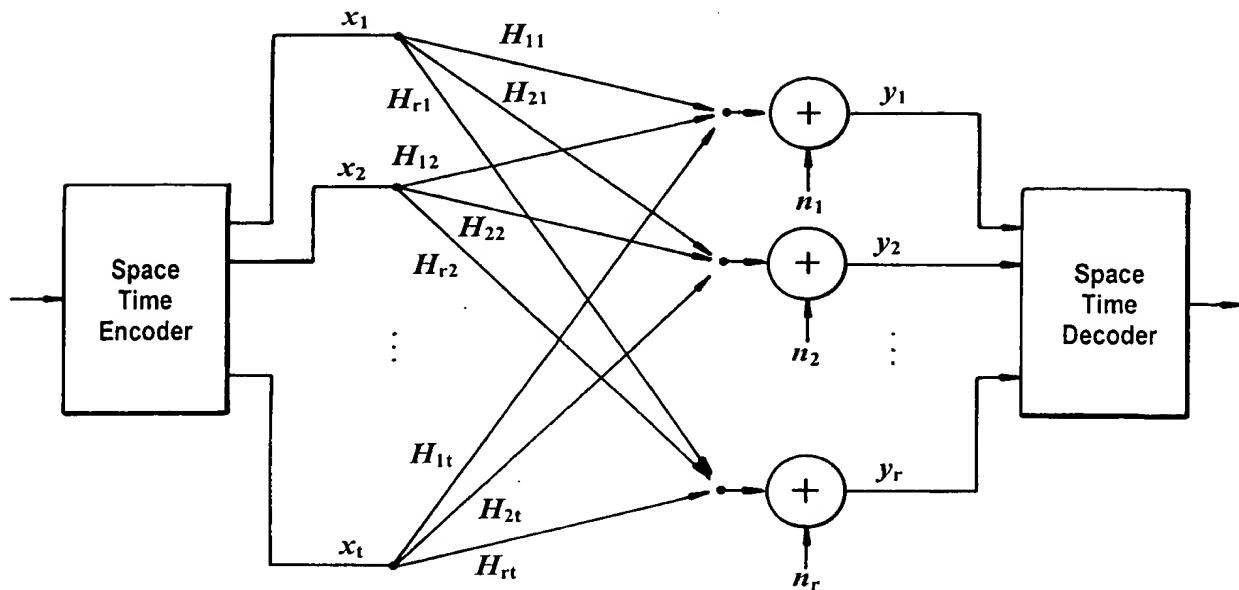 x₁
H₁₁
H₂₁
Hᵣ₁
y₁
x₂
H₁₂
+
n₁
H₂₂
Hᵣ₂
y₂
+
Space
Time
Encoder
Space
Time
Decoder
n₂
⋮
⋮
H₁ₜ
H₂ₜ
Hᵣₜ
yᵣ
+
xₜ
nᵣ